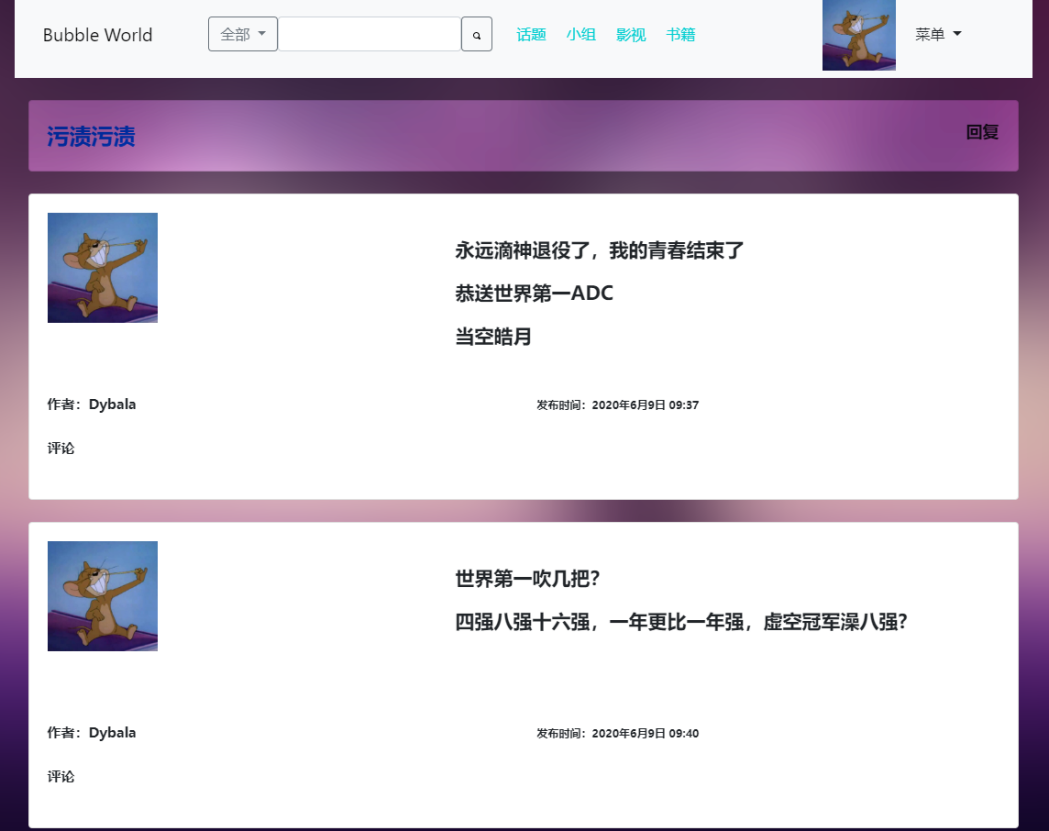 Bubble World 全部 话题 小组 影视 书籍 菜单
污渍污渍 回复
永远滴神退役了，我的青春结束了
恭送世界第一ADC
当空皓月
作者：Dybala 发布时间：2020年6月9日 09:37
评论
世界第一吹几把？
四强八强十六强，一年更比一年强，虚空冠军澡八强？
作者：Dybala 发布时间：2020年6月9日 09:40
评论